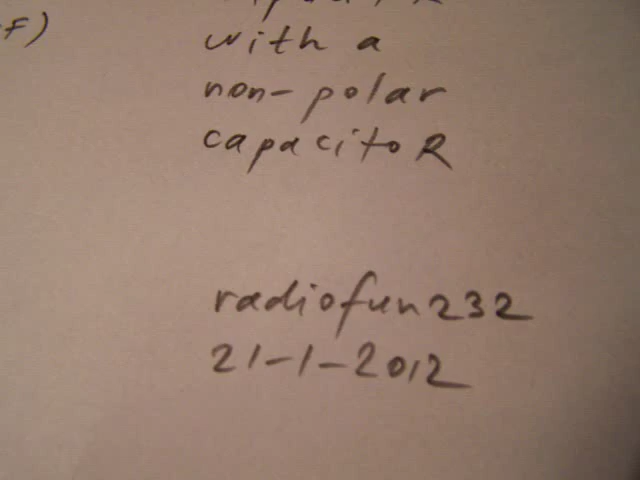 F)
with a
non-polar
capacitoR
radiofun232
21-1-2012